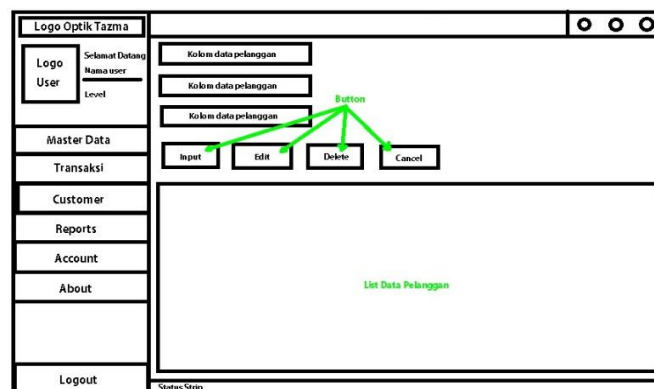 Logo Optik Tazma
Logo
User
Selamat Datang
Nama user
Level
Master Data
Transaksi
Customer
Reports
Account
About
Logout
Kolom data pelanggan
Kolom data pelanggan
Kolom data pelanggan
Button
Input
Edit
Delete
Cancel
List Data Pelanggan
Status Strip